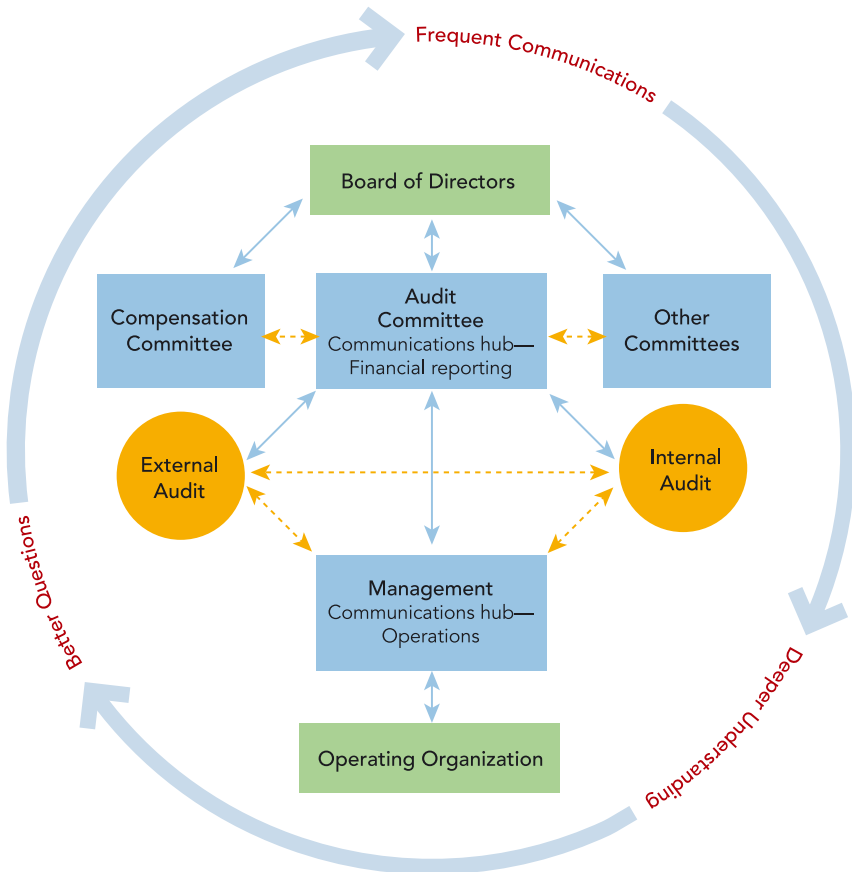 Frequent Communications
Board of Directors
Compensation
Committee
Audit
Committee
Communications hub—
Financial reporting
Other
Committees
External
Audit
Internal
Audit
Management
Communications hub—
Operations
Operating Organization
Deeper Understanding
Better Questions